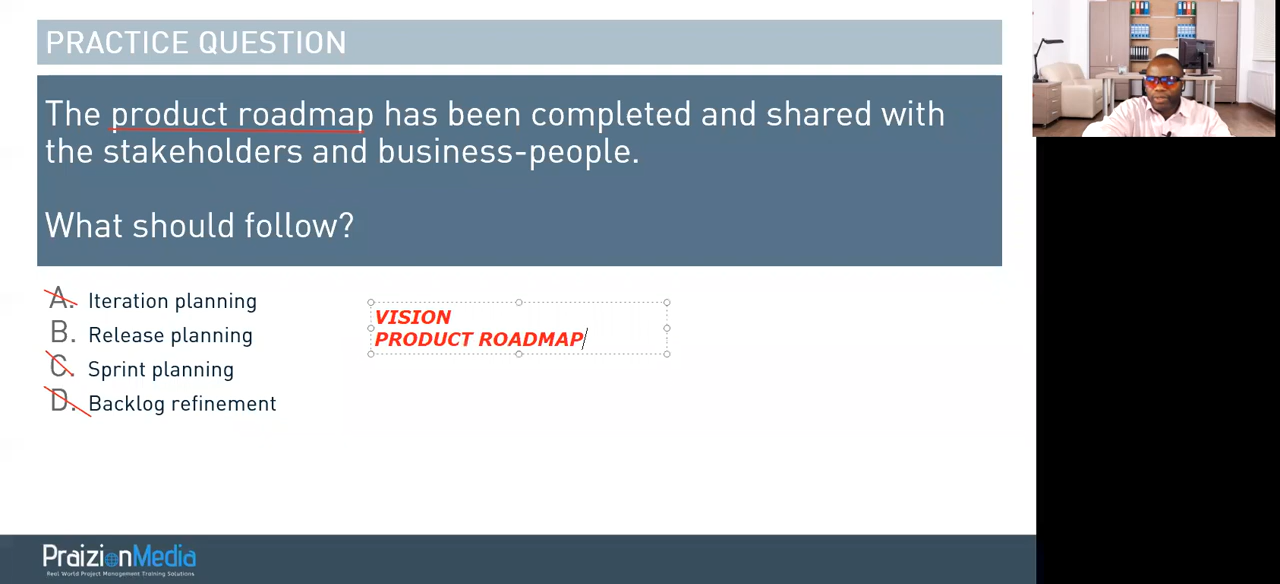 PRACTICE QUESTION
The product roadmap has been completed and shared with
the stakeholders and business-people.
What should follow?
A. Iteration planning
B. Release planning
C. Sprint planning
D. Backlog refinement
VISION
PRODUCT ROADMAP
PraizionMedia
Real World Project Management Training Solutions